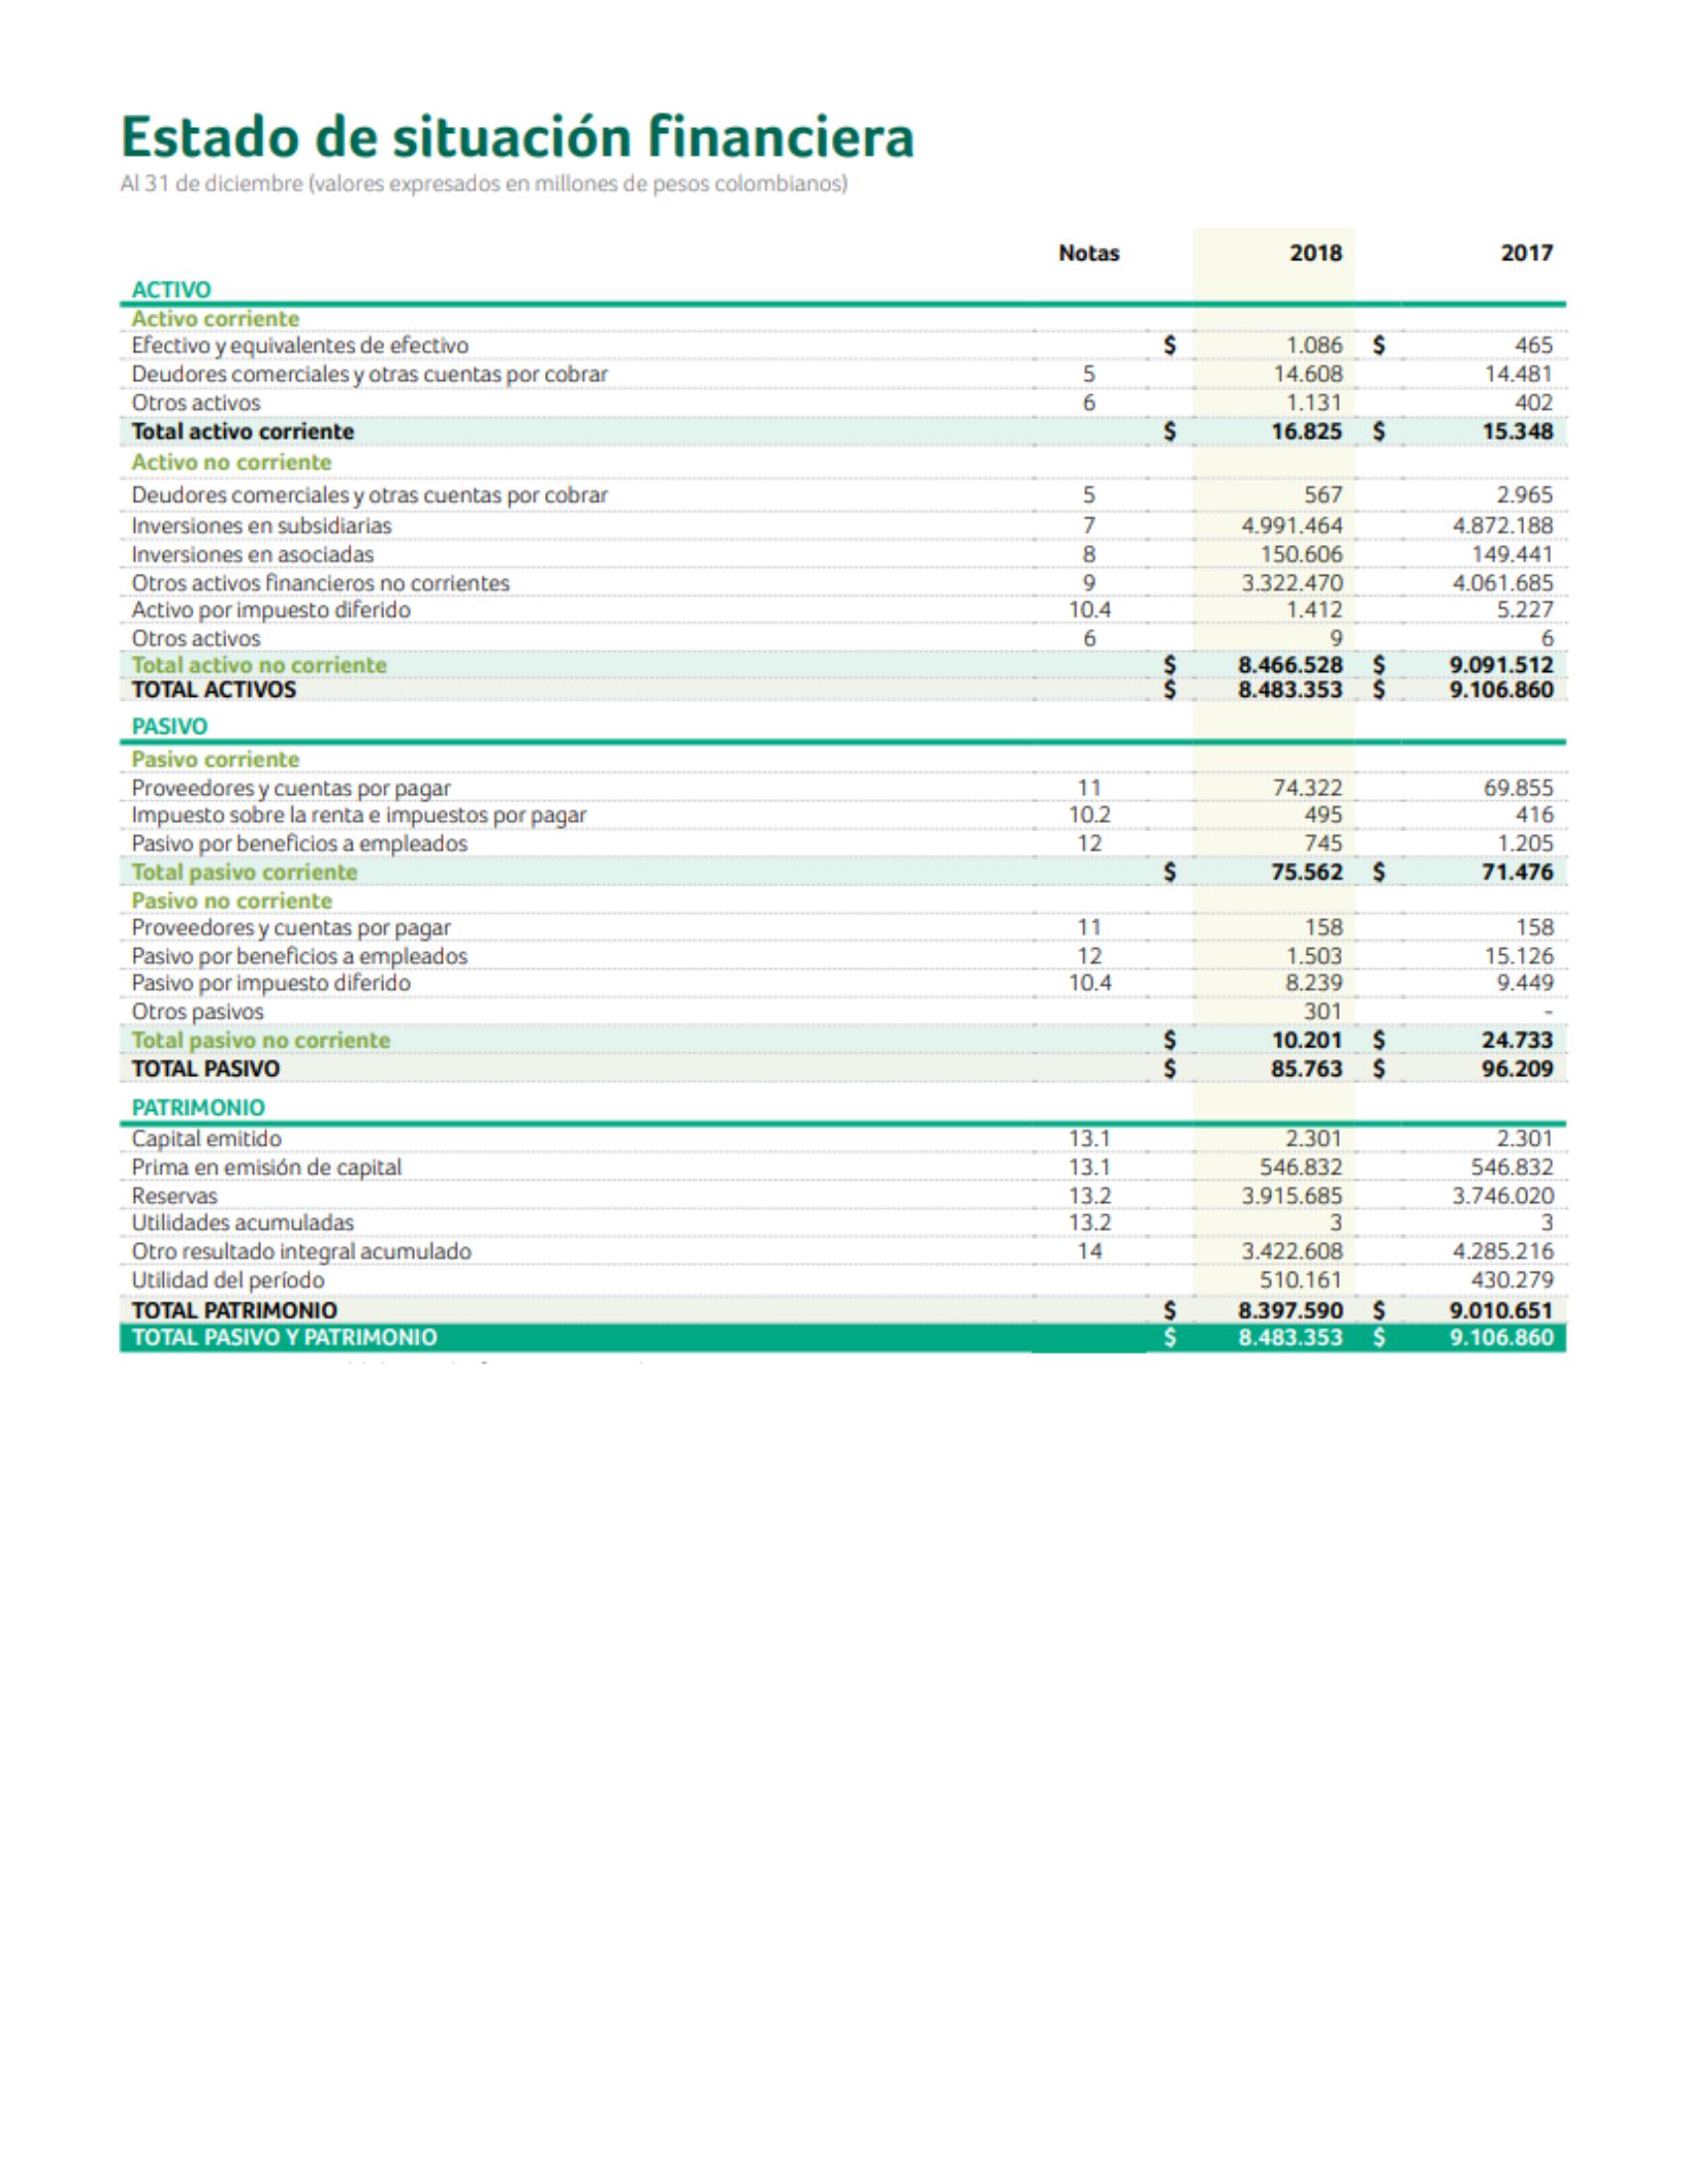 Estado de situación financiera
Al 31 de diciembre (valores expresados en millones de pesos colombianos)
Notas 2018 2017
ACTIVO
Activo corriente
Efectivo y equivalentes de efectivo $ 1.086 $ 465
Deudores comerciales y otras cuentas por cobrar 5 14.608 14.481
Otros activos 6 1.131 402
Total activo corriente $ 16.825 $ 15.348
Activo no corriente
Deudores comerciales y otras cuentas por cobrar 5 567 2.965
Inversiones en subsidiarias 7 4.991.464 4.872.188
Inversiones en asociadas 8 150.606 149.441
Otros activos financieros no corrientes 9 3.322.470 4.061.685
Activo por impuesto diferido 10.4 1.412 5.227
Otros activos 6 9 6
Total activo no corriente $ 8.466.528 $ 9.091.512
TOTAL ACTIVOS $ 8.483.353 $ 9.106.860
PASIVO
Pasivo corriente
Proveedores y cuentas por pagar 11 74.322 69.855
Impuesto sobre la renta e impuestos por pagar 10.2 495 416
Pasivo por beneficios a empleados 12 745 1.205
Total pasivo corriente $ 75.562 $ 71.476
Pasivo no corriente
Proveedores y cuentas por pagar 11 158 158
Pasivo por beneficios a empleados 12 1.503 15.126
Pasivo por impuesto diferido 10.4 8.239 9.449
Otros pasivos 301 -
Total pasivo no corriente $ 10.201 $ 24.733
TOTAL PASIVO $ 85.763 $ 96.209
PATRIMONIO
Capital emitido 13.1 2.301 2.301
Prima en emisión de capital 13.1 546.832 546.832
Reservas 13.2 3.915.685 3.746.020
Utilidades acumuladas 13.2 3 3
Otro resultado integral acumulado 14 3.422.608 4.285.216
Utilidad del período 510.161 430.279
TOTAL PATRIMONIO $ 8.397.590 $ 9.010.651
TOTAL PASIVO Y PATRIMONIO $ 8.483.353 $ 9.106.860